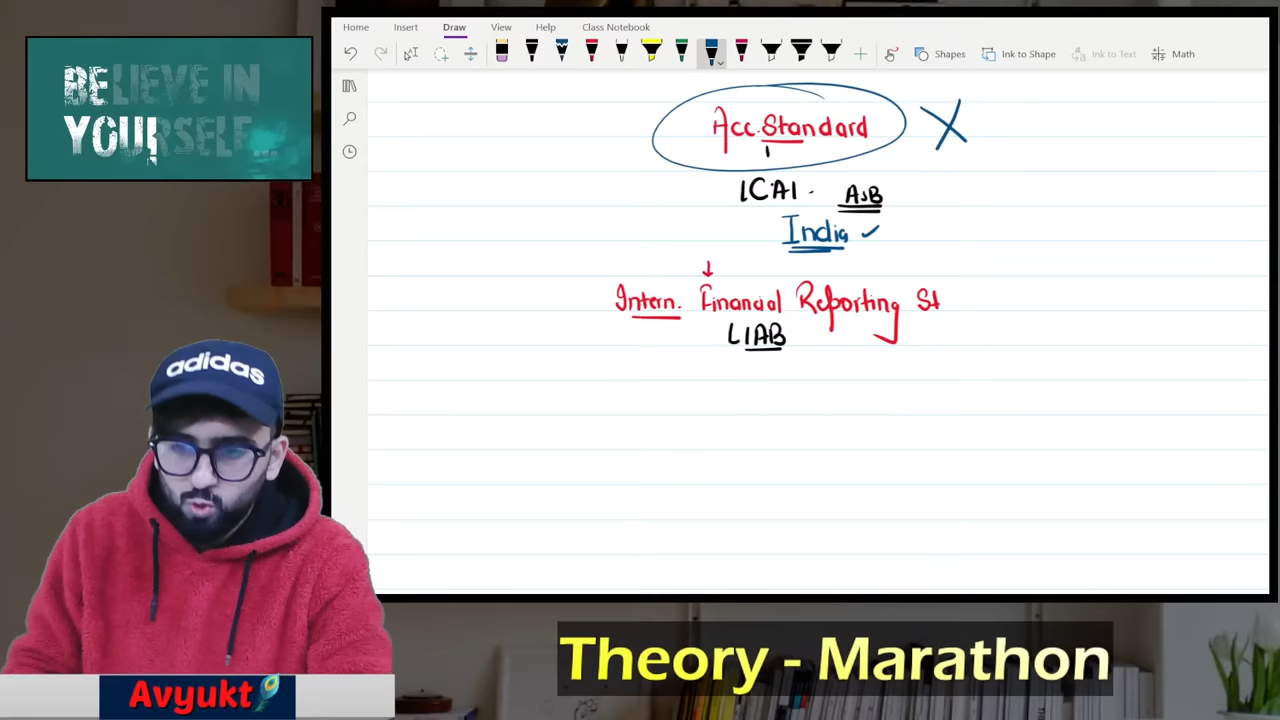 BELIEVE IN
YOURSELF...
Home Insert Draw View Help Class Notebook
Shapes Ink to Shape Ink to Text Math
Acc. Standard X
ICAI - ASB
India ✓
Intern. Financial Reporting St
IAB
adidas
Theory - Marathon
Avyukt